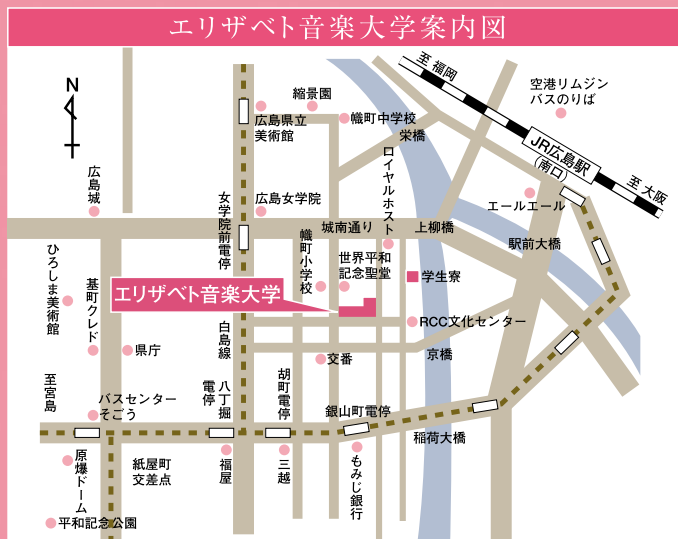 エリザベト音楽大学案内図
N
至 福岡
空港リムジン
バスのりば
JR広島駅
(南口)
至 大阪
縮景園
広島県立
美術館
幟町中学校
栄橋
ロイヤルホスト
広島城
女学院前電停
広島女学院
エールエール
城南通り
上柳橋
駅前大橋
幟町小学校
世界平和
記念聖堂
学生寮
ひろしま美術館
基町クレド
エリザベト音楽大学
RCC文化センター
白島線
県庁
交番
京橋
至宮島
バスセンター
そごう
八丁堀
電停
胡町電停
銀山町電停
稲荷大橋
原爆ドーム
紙屋町
交差点
福屋
三越
もみじ銀行
平和記念公園